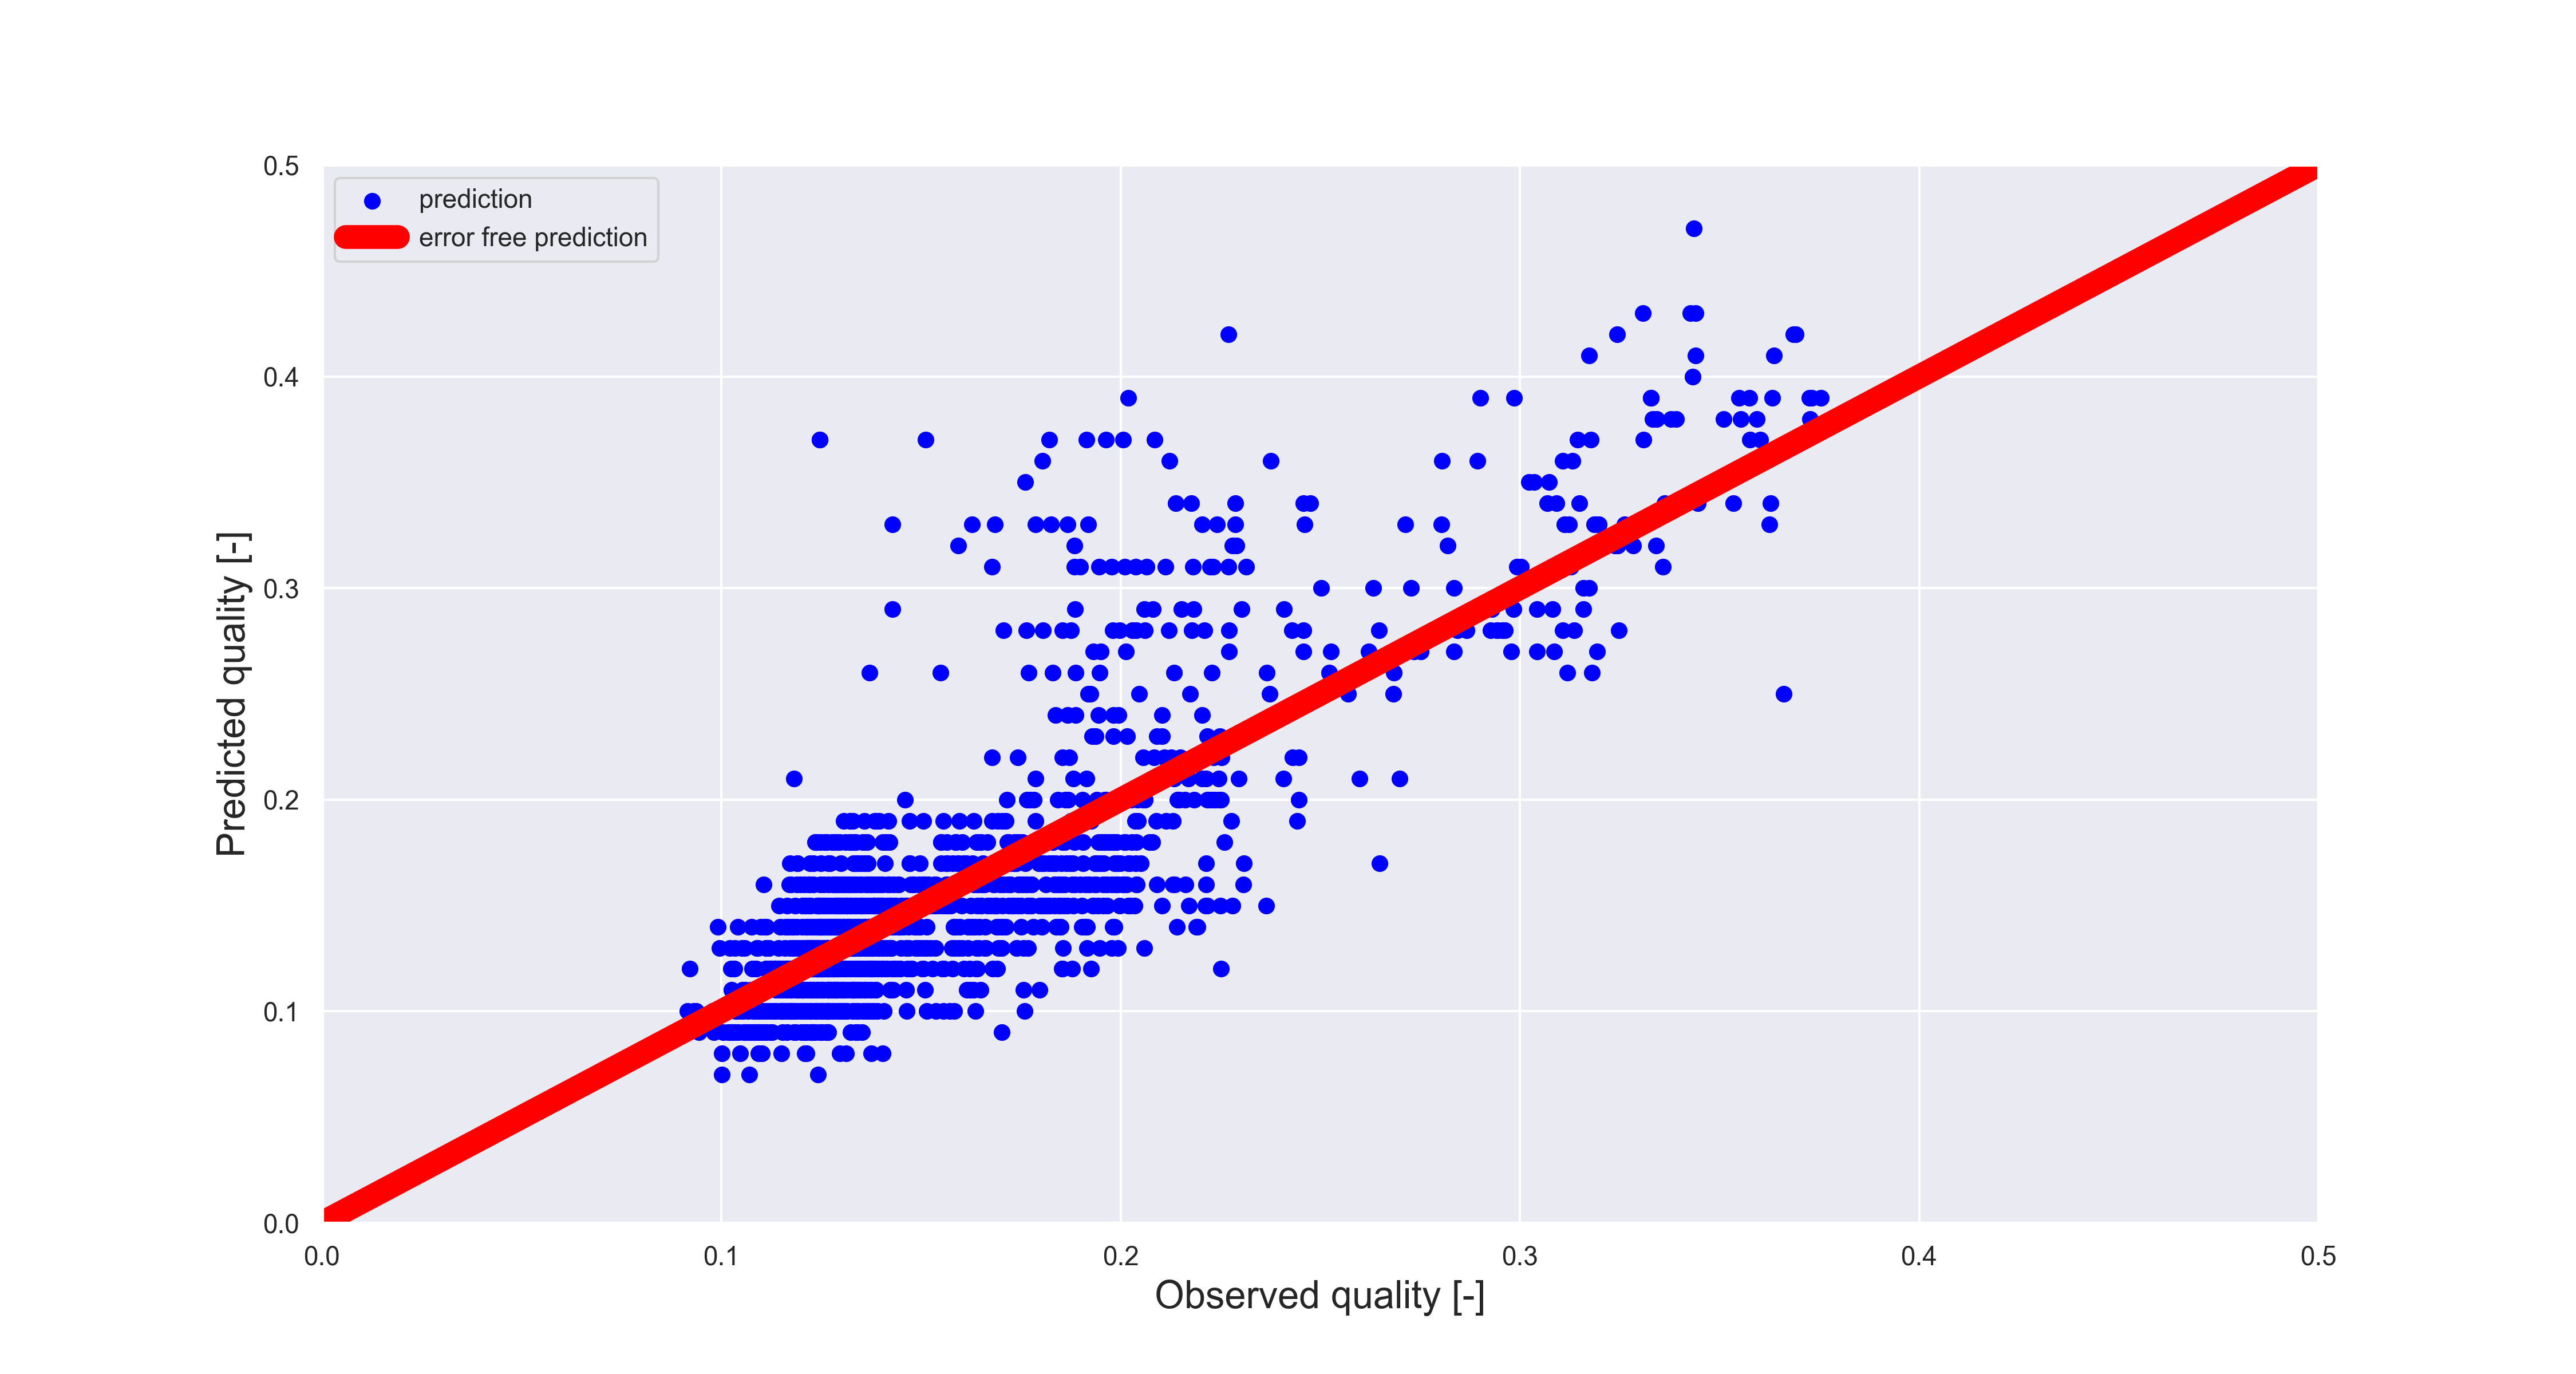 0.5
prediction
error free prediction
0.4
0.3
0.2
0.1
0.0
Predicted quality [-]
0.0 0.1 0.2 0.3 0.4 0.5
Observed quality [-]